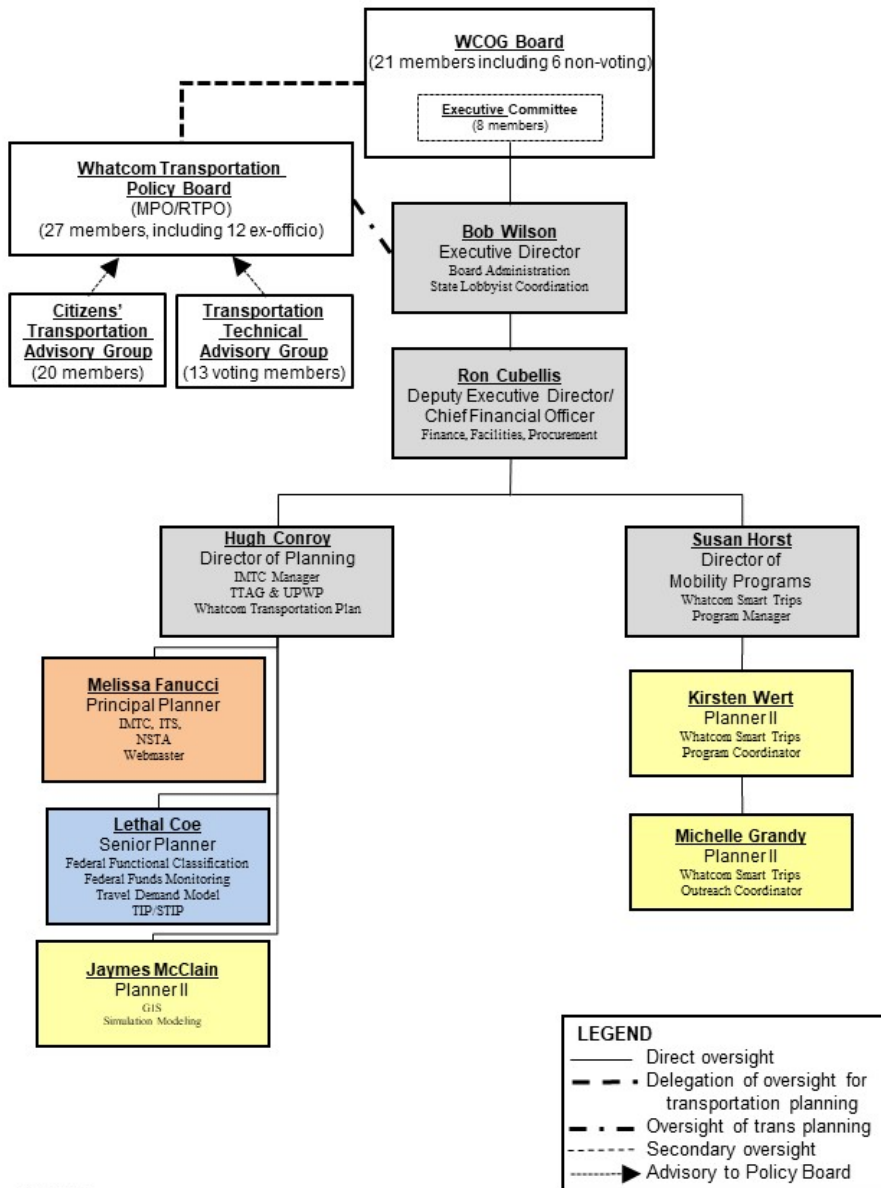 WCOG Board
(21 members including 6 non-voting)
Executive Committee
(8 members)
Whatcom Transportation
Policy Board
(MPO/RTPO)
(27 members, including 12 ex-officio)
Citizens’
Transportation
Advisory Group
(20 members)
Transportation
Technical
Advisory Group
(13 voting members)
Bob Wilson
Executive Director
Board Administration
State Lobbyist Coordination
Ron Cubellis
Deputy Executive Director/
Chief Financial Officer
Finance, Facilities, Procurement
Hugh Conroy
Director of Planning
IMTC Manager
TTAG & UPWP
Whatcom Transportation Plan
Susan Horst
Director of
Mobility Programs
Whatcom Smart Trips
Program Manager
Melissa Fanucci
Principal Planner
IMTC, ITS,
NSTA
Webmaster
Kirsten Wert
Planner II
Whatcom Smart Trips
Program Coordinator
Lethal Coe
Senior Planner
Federal Functional Classification
Federal Funds Monitoring
Travel Demand Model
TIP/STIP
Michelle Grandy
Planner II
Whatcom Smart Trips
Outreach Coordinator
Jaymes McClain
Planner II
GIS
Simulation Modeling
LEGEND
Direct oversight
Delegation of oversight for
transportation planning
Oversight of trans planning
Secondary oversight
Advisory to Policy Board